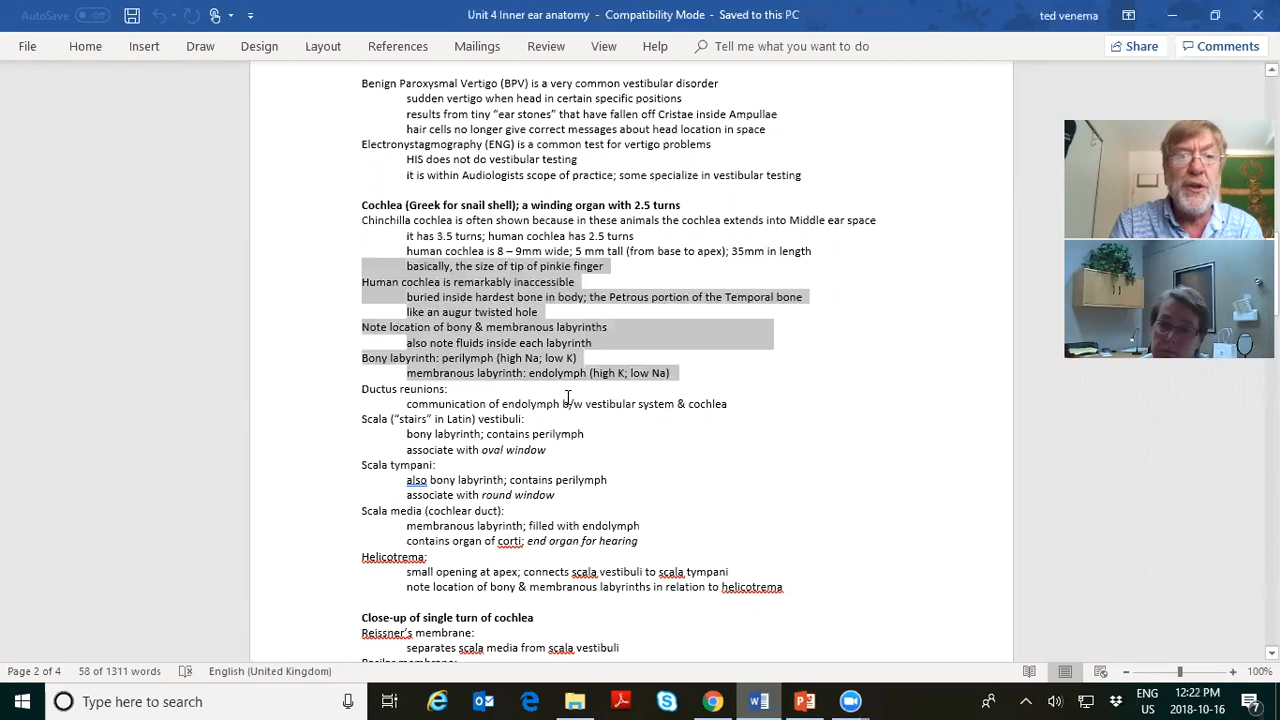 AutoSave Off Unit 4 Inner ear anatomy - Compatibility Mode - Saved to this PC ted venema
File Home Insert Draw Design Layout References Mailings Review View Help Tell me what you want to do Share Comments
Benign Paroxysmal Vertigo (BPV) is a very common vestibular disorder
sudden vertigo when head in certain specific positions
results from tiny “ear stones” that have fallen off Cristae inside Ampullae
hair cells no longer give correct messages about head location in space
Electronystagmography (ENG) is a common test for vertigo problems
HIS does not do vestibular testing
it is within Audiologists scope of practice; some specialize in vestibular testing
Cochlea (Greek for snail shell); a winding organ with 2.5 turns
Chinchilla cochlea is often shown because in these animals the cochlea extends into Middle ear space
it has 3.5 turns; human cochlea has 2.5 turns
human cochlea is 8 – 9mm wide; 5 mm tall (from base to apex); 35mm in length
basically, the size of tip of pinkie finger
Human cochlea is remarkably inaccessible
buried inside hardest bone in body; the Petrous portion of the Temporal bone
like an augur twisted hole
Note location of bony & membranous labyrinths
also note fluids inside each labyrinth
Bony labyrinth: perilymph (high Na; low K)
membranous labyrinth: endolymph (high K; low Na)
Ductus reunions:
communication of endolymph b/w vestibular system & cochlea
Scala (“stairs” in Latin) vestibuli:
bony labyrinth; contains perilymph
associate with oval window
Scala tympani:
also bony labyrinth; contains perilymph
associate with round window
Scala media (cochlear duct):
membranous labyrinth; filled with endolymph
contains organ of corti; end organ for hearing
Helicotrema:
small opening at apex; connects scala vestibuli to scala tympani
note location of bony & membranous labyrinths in relation to helicotrema
Close-up of single turn of cochlea
Reissner’s membrane:
separates scala media from scala vestibuli
Basilar membrane:
Page 2 of 4 58 of 1311 words English (United Kingdom) 100%
Type here to search ENG US 12:22 PM 2018-10-16 7